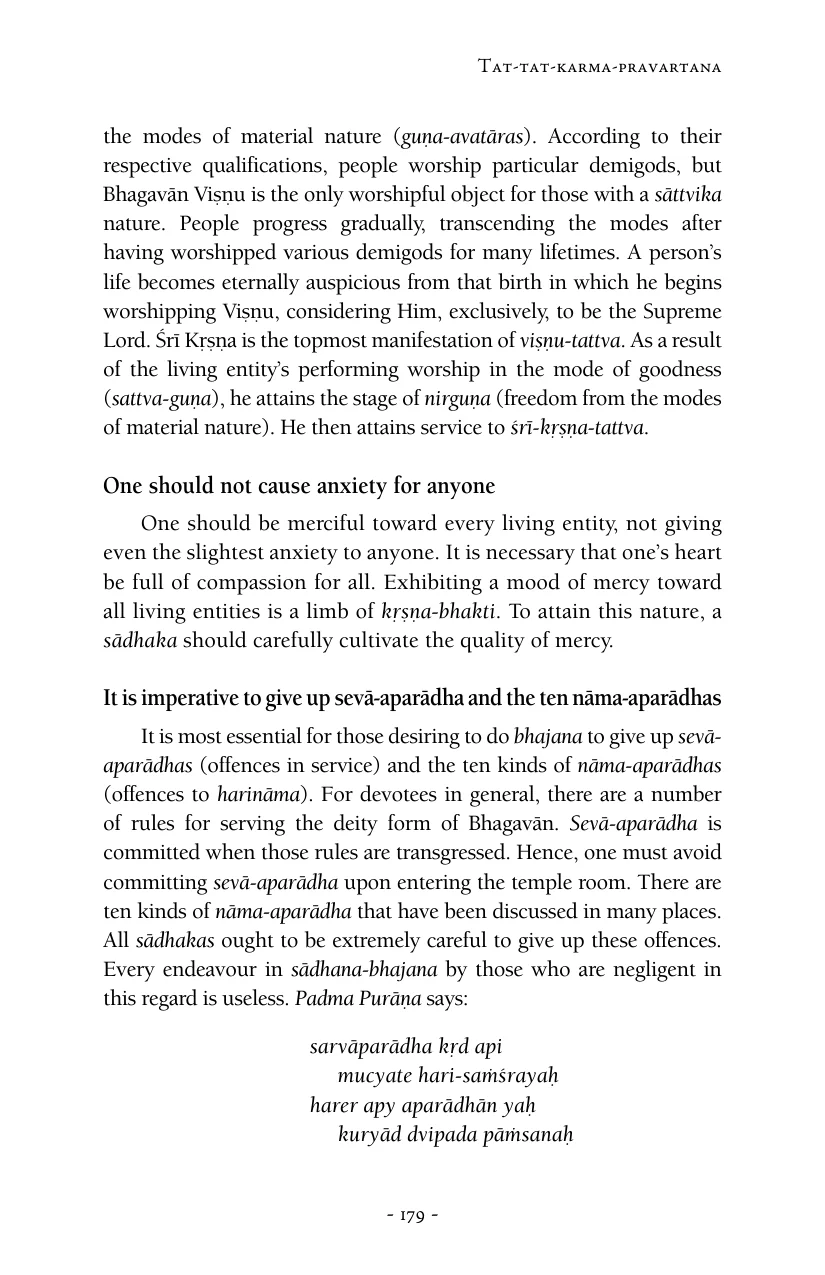 Tat-tat-karma-pravartana
the modes of material nature (guṇa-avatāras). According to their
respective qualifications, people worship particular demigods, but
Bhagavān Viṣṇu is the only worshipful object for those with a sāttvika
nature. People progress gradually, transcending the modes after
having worshipped various demigods for many lifetimes. A person’s
life becomes eternally auspicious from that birth in which he begins
worshipping Viṣṇu, considering Him, exclusively, to be the Supreme
Lord. Śrī Kṛṣṇa is the topmost manifestation of viṣṇu-tattva. As a result
of the living entity’s performing worship in the mode of goodness
(sattva-guṇa), he attains the stage of nirguṇa (freedom from the modes
of material nature). He then attains service to śrī-kṛṣṇa-tattva.
One should not cause anxiety for anyone
One should be merciful toward every living entity, not giving
even the slightest anxiety to anyone. It is necessary that one’s heart
be full of compassion for all. Exhibiting a mood of mercy toward
all living entities is a limb of kṛṣṇa-bhakti. To attain this nature, a
sādhaka should carefully cultivate the quality of mercy.
It is imperative to give up sevā-aparādha and the ten nāma-aparādhas
It is most essential for those desiring to do bhajana to give up sevā-
aparādhas (offences in service) and the ten kinds of nāma-aparādhas
(offences to harināma). For devotees in general, there are a number
of rules for serving the deity form of Bhagavān. Sevā-aparādha is
committed when those rules are transgressed. Hence, one must avoid
committing sevā-aparādha upon entering the temple room. There are
ten kinds of nāma-aparādha that have been discussed in many places.
All sādhakas ought to be extremely careful to give up these offences.
Every endeavour in sādhana-bhajana by those who are negligent in
this regard is useless. Padma Purāṇa says:
sarvāparādha kṛd api
mucyate hari-saṁśrayaḥ
harer apy aparādhān yaḥ
kuryād dvipada pāṁsanaḥ
- 179 -